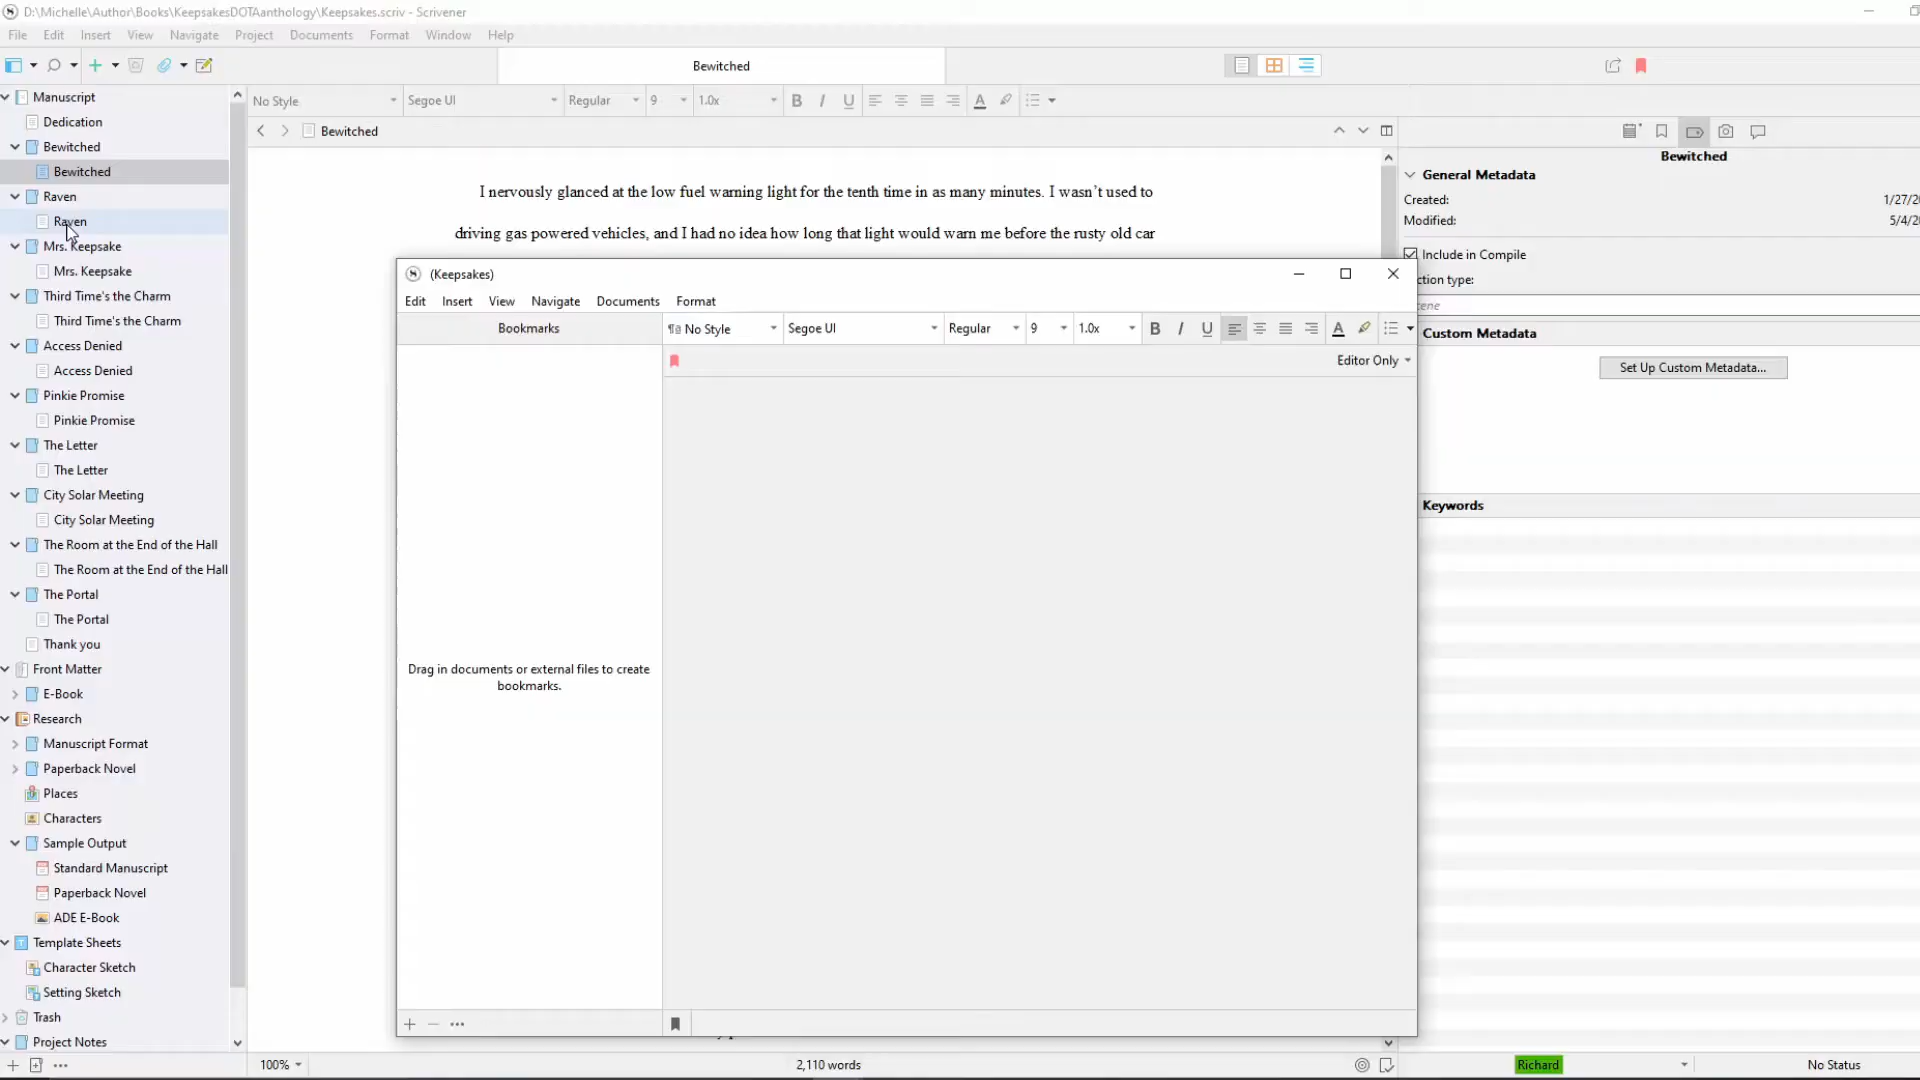 D:\Michelle\Author\Books\KeepsakesDOTAanthology\Keepsakes.scriv - Scrivener
File Edit Insert View Navigate Project Documents Format Window Help
Bewitched
No Style Segoe UI Regular 9 1.0x B I U A
Bewitched
Manuscript
Dedication
Bewitched
Bewitched
Raven
Raven
Mrs. Keepsake
Mrs. Keepsake
Third Time's the Charm
Third Time's the Charm
Access Denied
Access Denied
Pinkie Promise
Pinkie Promise
The Letter
The Letter
City Solar Meeting
City Solar Meeting
The Room at the End of the Hall
The Room at the End of the Hall
The Portal
The Portal
Thank you
Front Matter
E-Book
Research
Manuscript Format
Paperback Novel
Places
Characters
Sample Output
Standard Manuscript
Paperback Novel
ADE E-Book
Template Sheets
Character Sketch
Setting Sketch
Trash
Project Notes
I nervously glanced at the low fuel warning light for the tenth time in as many minutes. I wasn’t used to
driving gas powered vehicles, and I had no idea how long that light would warn me before the rusty old car
(Keepsakes)
Edit Insert View Navigate Documents Format
Bookmarks
No Style Segoe UI Regular 9 1.0x B I U A
Editor Only
Drag in documents or external files to create
bookmarks.
Bewitched
General Metadata
Created: 1/27/2
Modified: 5/4/2
Include in Compile
ction type:
cene
Custom Metadata
Set Up Custom Metadata...
Keywords
100%
2,110 words
Richard
No Status